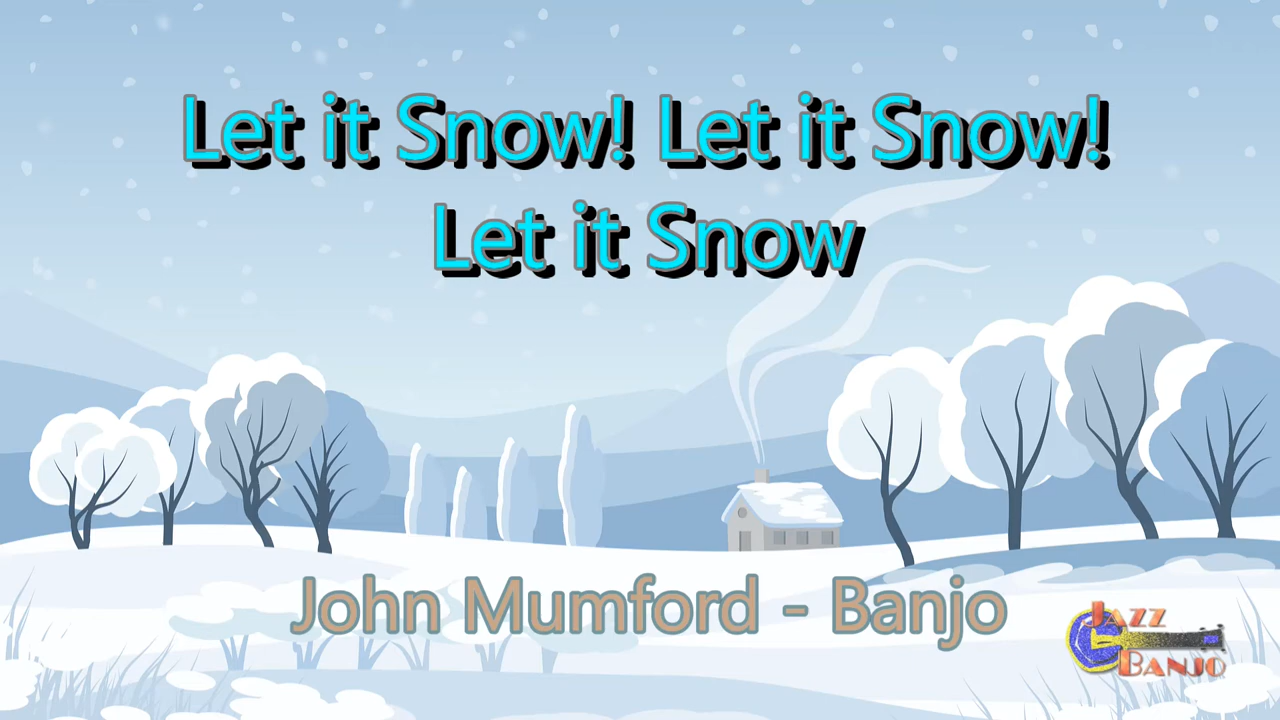 Let it Snow! Let it Snow!
Let it Snow
John Mumford - Banjo
JAZZ
BANJO